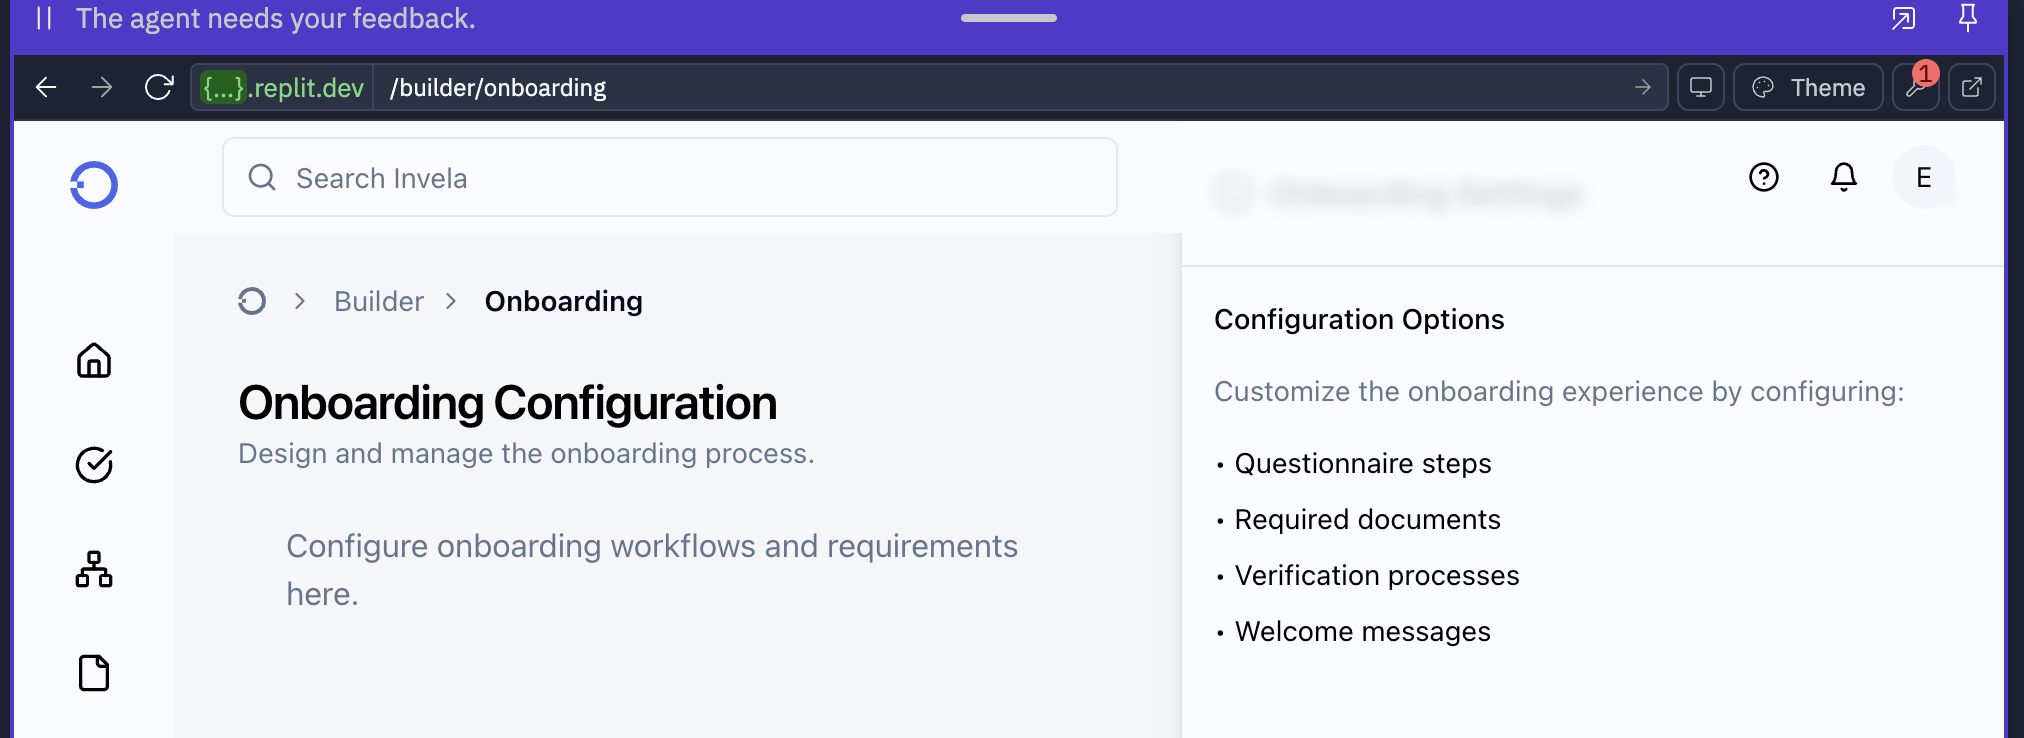 The agent needs your feedback.
{...}.replit.dev /builder/onboarding
Theme
1
Search Invela
E
Builder
Onboarding
Onboarding Configuration
Design and manage the onboarding process.
Configure onboarding workflows and requirements
here.
Onboarding Settings
Configuration Options
Customize the onboarding experience by configuring:
• Questionnaire steps
• Required documents
• Verification processes
• Welcome messages